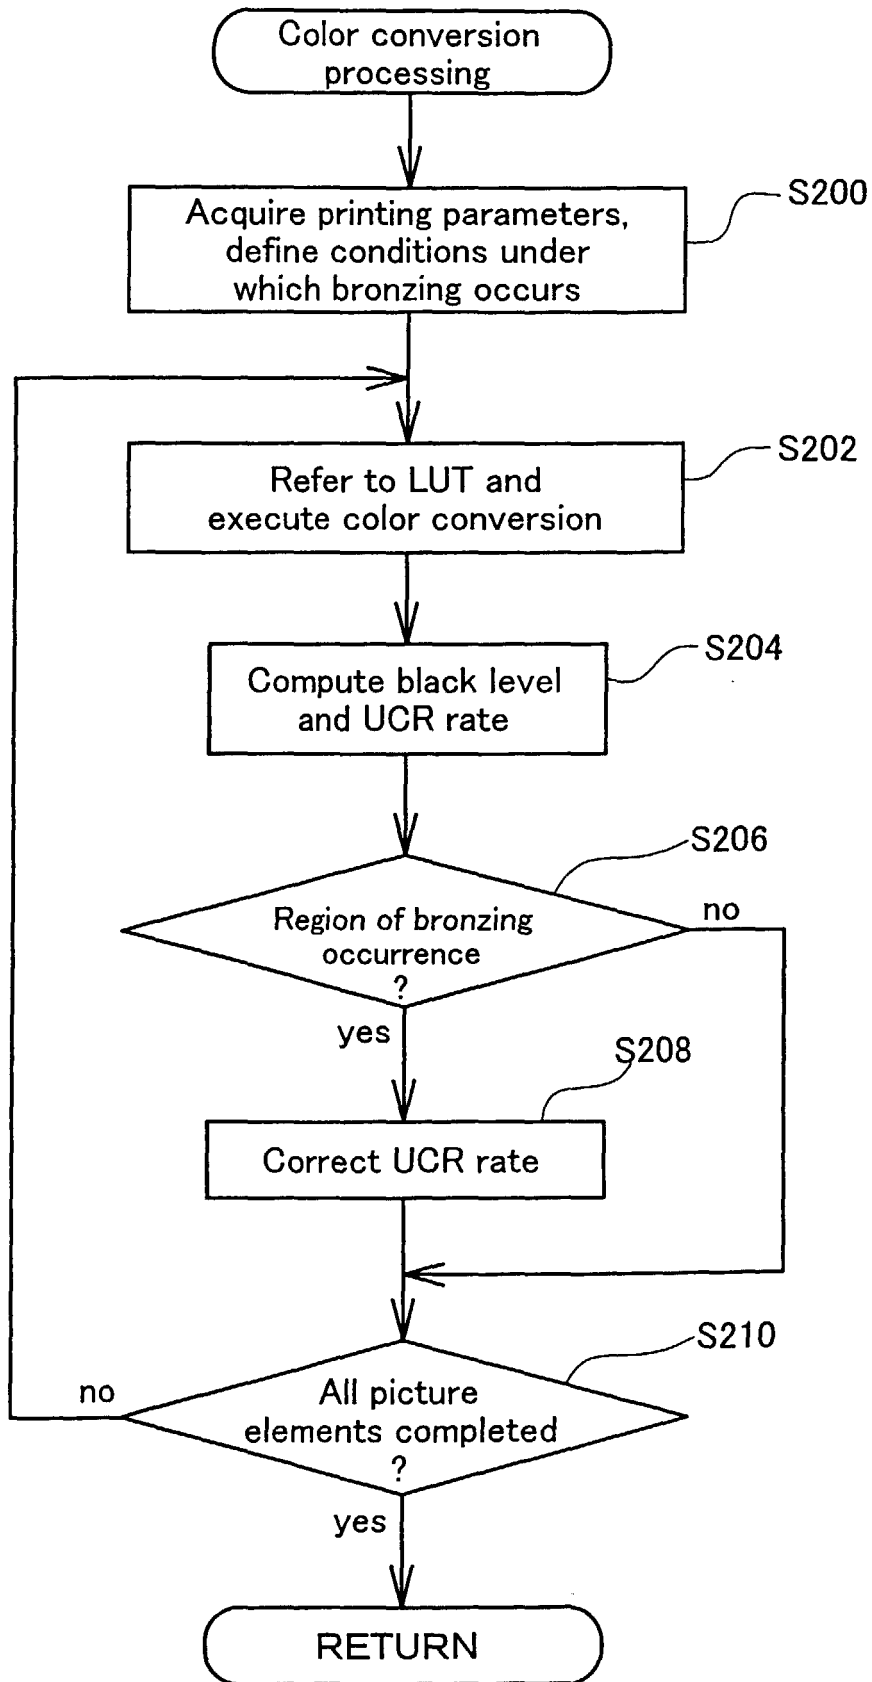 Color conversion
processing
Acquire printing parameters,
define conditions under
which bronzing occurs
S200
Refer to LUT and
execute color conversion
S202
Compute black level
and UCR rate
S204
Region of bronzing
occurrence
?
S206
no
yes
Correct UCR rate
S208
All picture
elements completed
?
S210
no
yes
RETURN